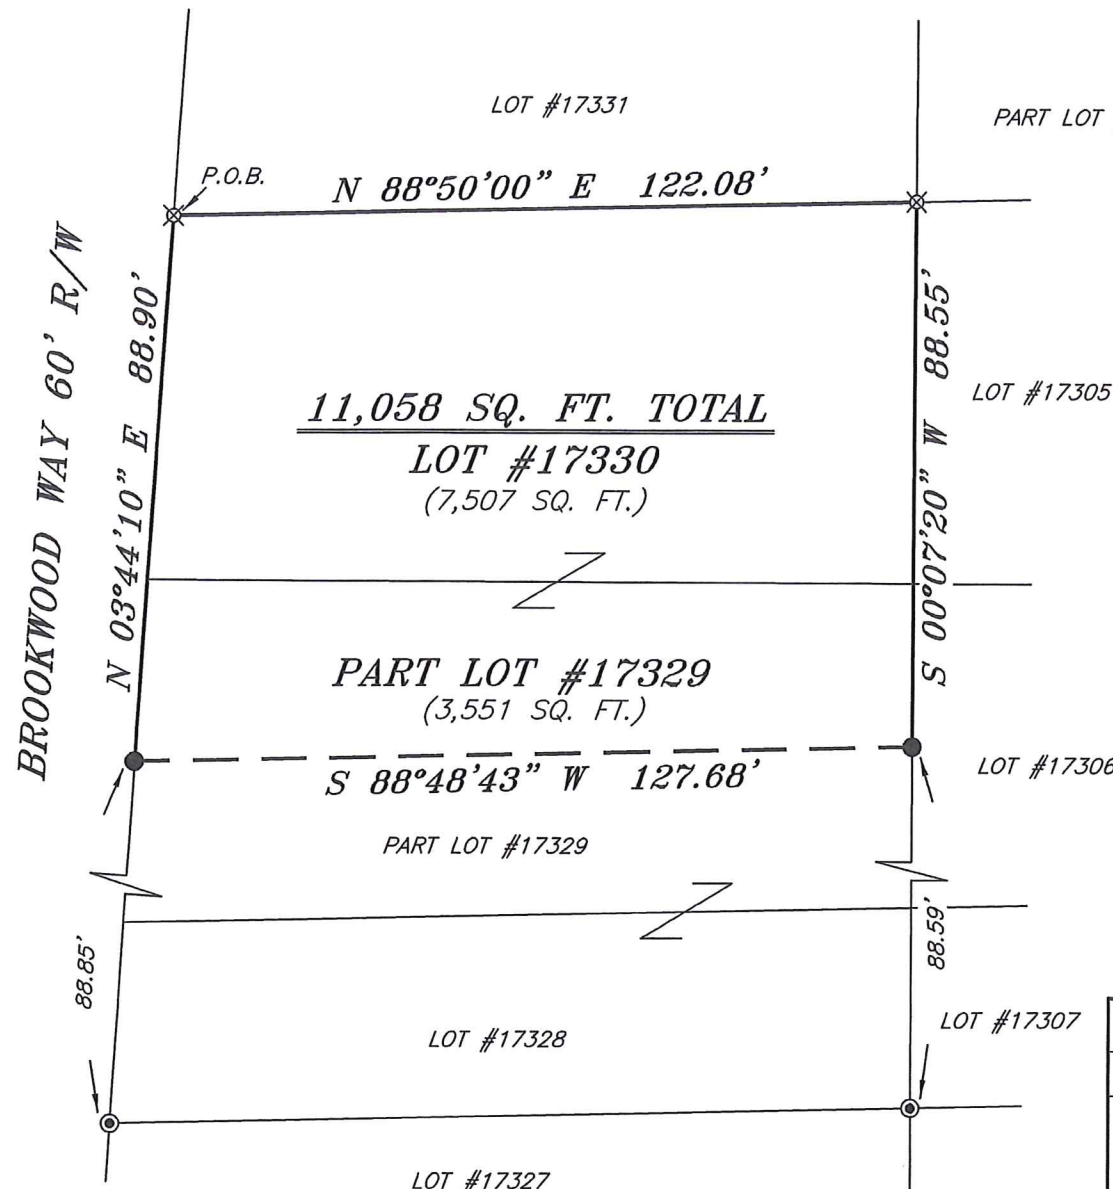 LOT #17331
PART LOT
P.O.B.
N 88°50'00" E 122.08'
BROOKWOOD WAY 60' R/W
N 03°44'10" E 88.90'
S 00°07'20" W 88.55'
LOT #17305
11,058 SQ. FT. TOTAL
LOT #17330
(7,507 SQ. FT.)
PART LOT #17329
(3,551 SQ. FT.)
S 88°48'43" W 127.68'
LOT #17306
PART LOT #17329
88.85'
88.59'
LOT #17307
LOT #17328
LOT #17327